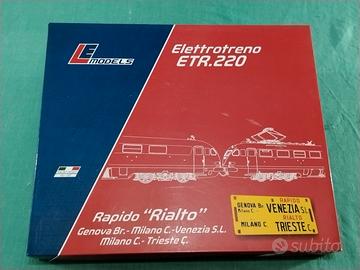 LE
MODELS
Elettrotreno
ETR.220
Rapido "Rialto"
Genova Br.- Milano C.-Venezia S.L.
Milano C.- Trieste Ç.
RAPIDO
GENOVA Br.
Milano C.
VENEZIA S.L.
RIALTO
MILANO C.
TRIESTE C.
subito